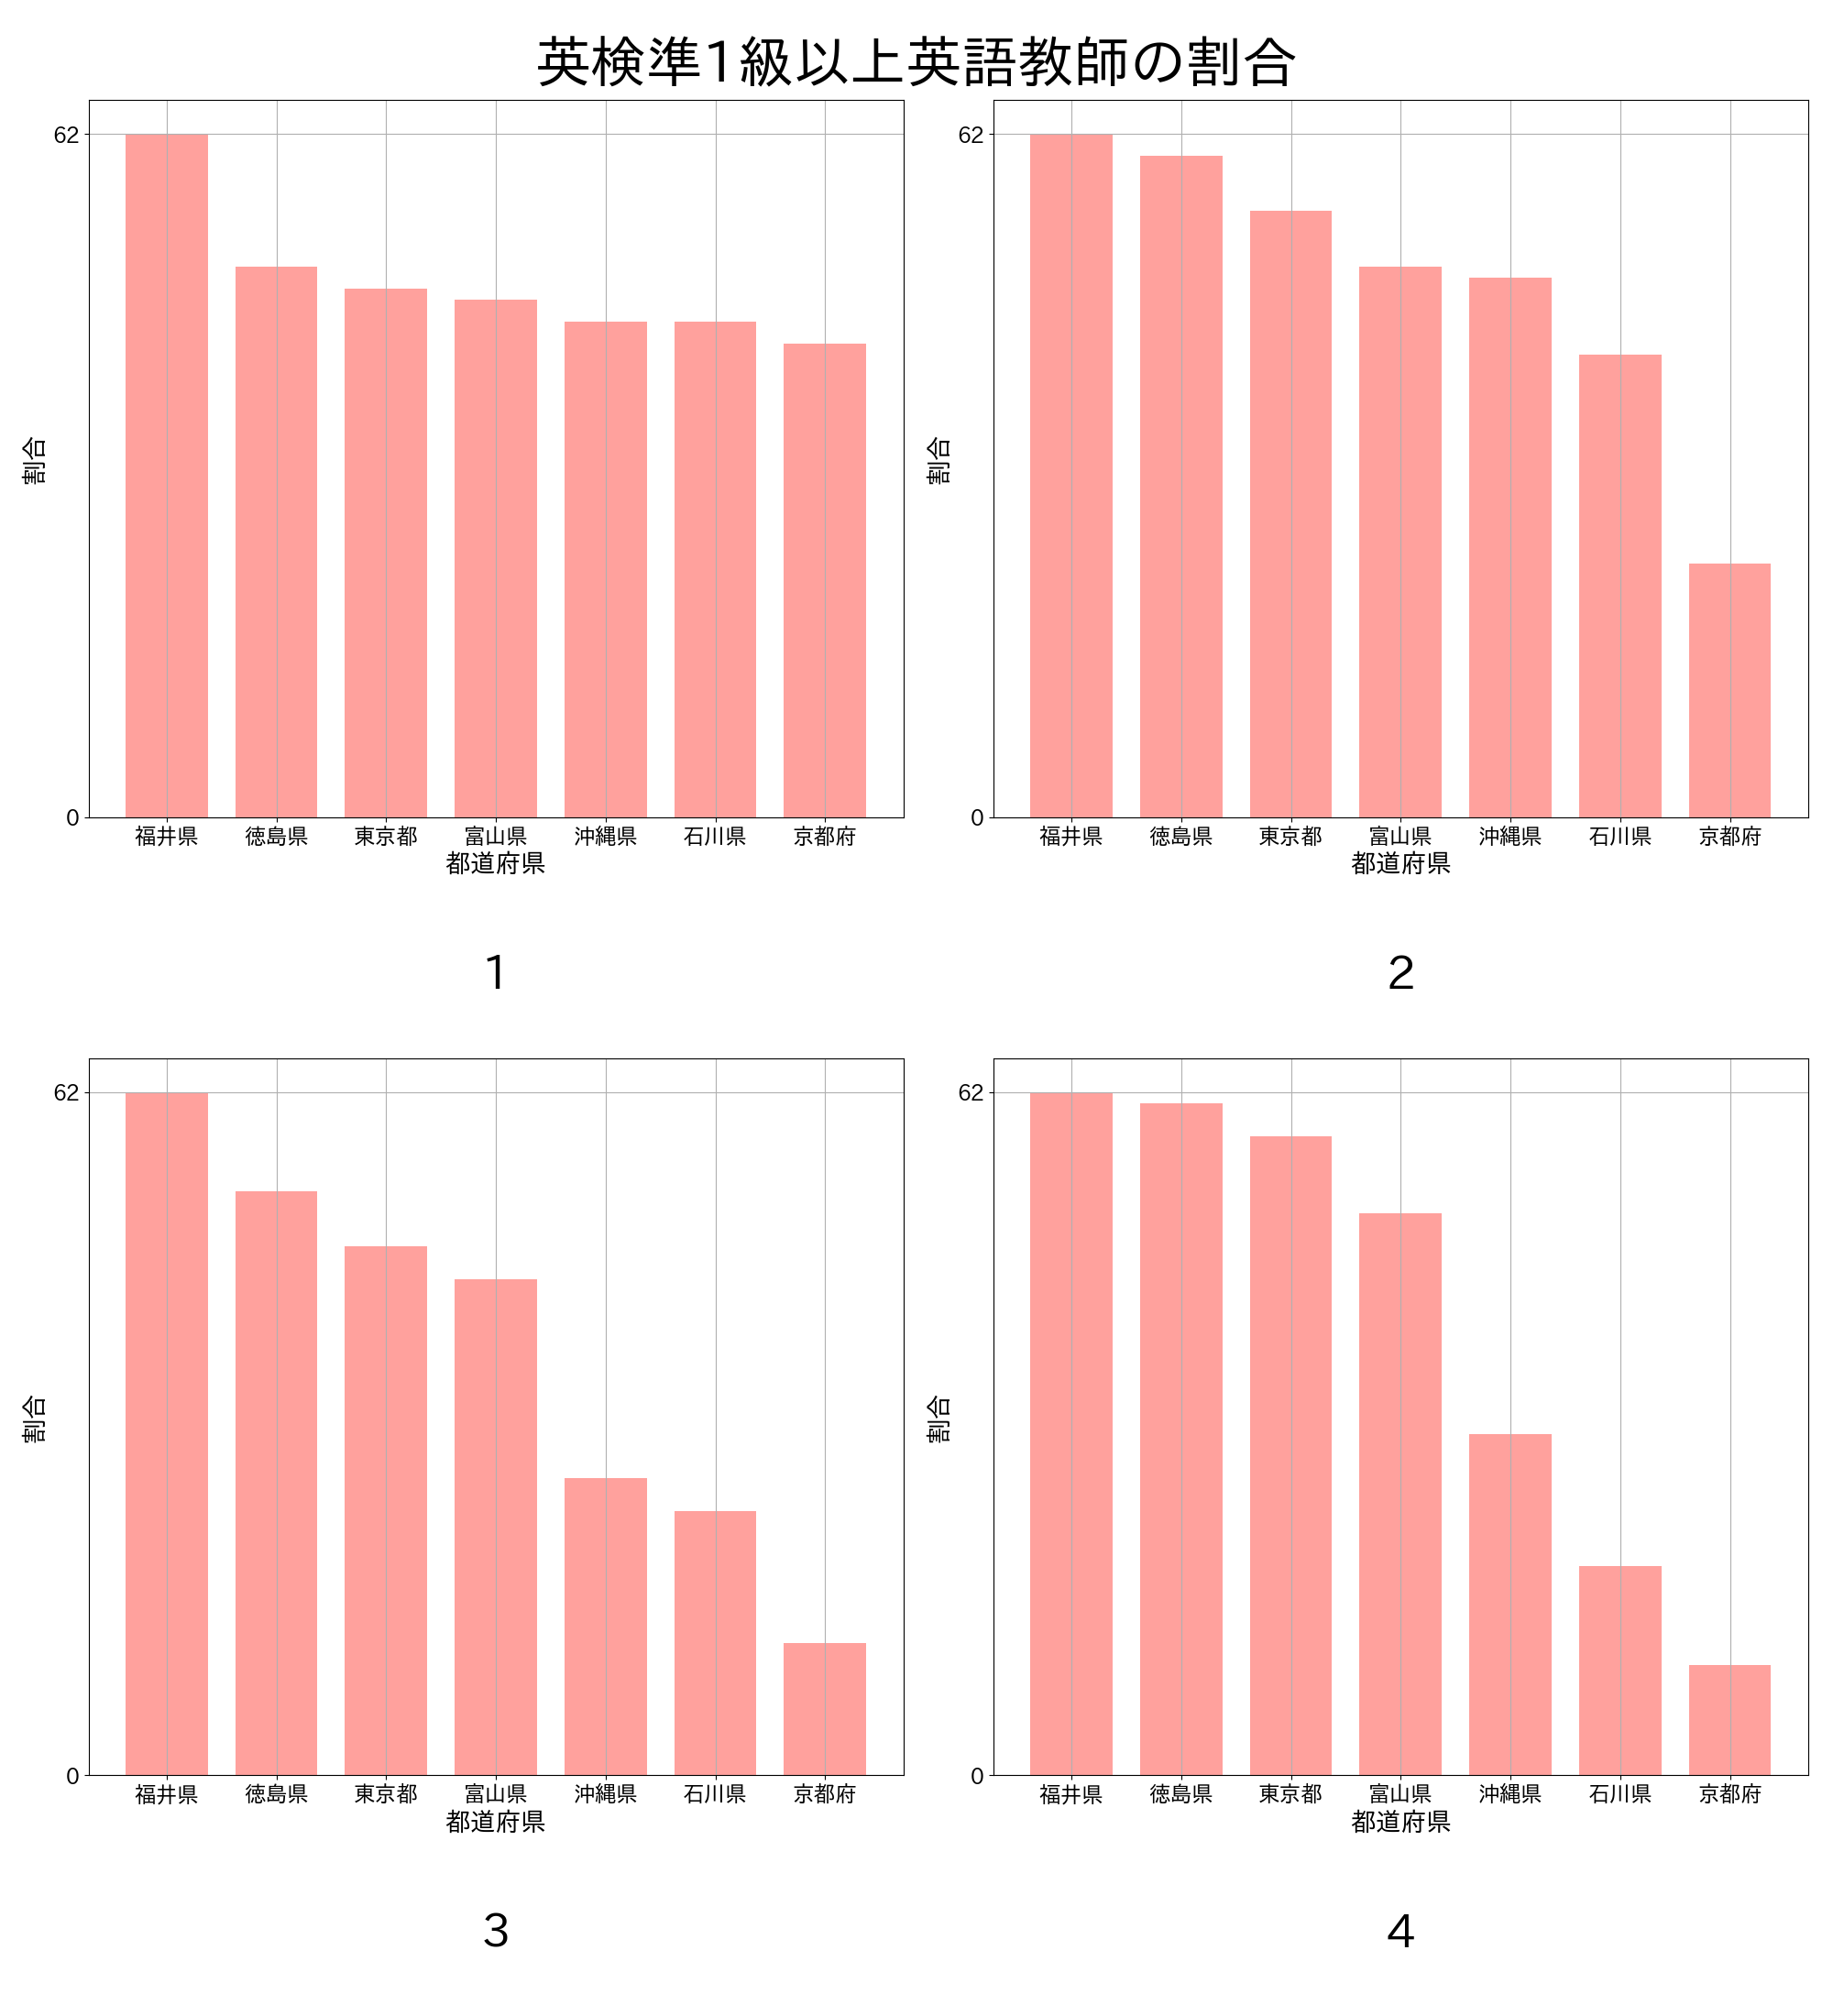 英検準1級以上英語教師の割合
62
0
割合
福井県 徳島県 東京都 富山県 沖縄県 石川県 京都府
都道府県
1
62
0
割合
福井県 徳島県 東京都 富山県 沖縄県 石川県 京都府
都道府県
2
62
0
割合
福井県 徳島県 東京都 富山県 沖縄県 石川県 京都府
都道府県
3
62
0
割合
福井県 徳島県 東京都 富山県 沖縄県 石川県 京都府
都道府県
4